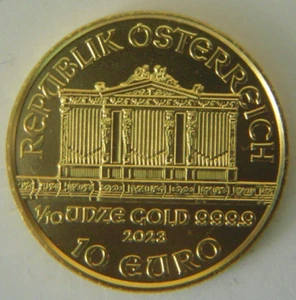 REPUBLIK ÖSTERREICH
1/10 UNZE GOLD 999.9
2023
10 EURO